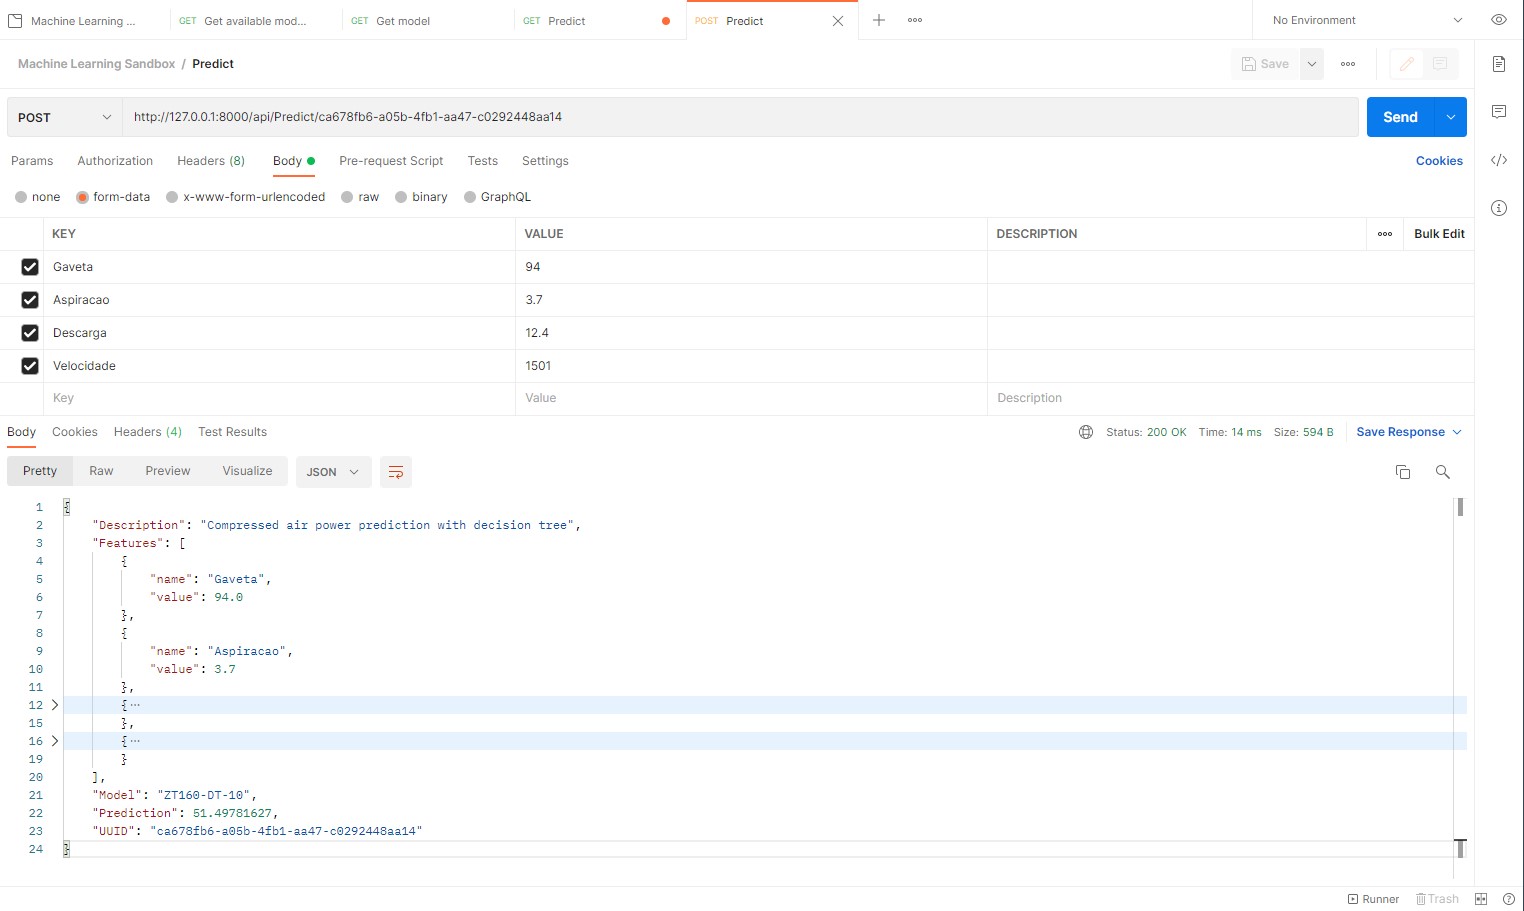 Machine Learning ... GET Get available mod... GET Get model GET Predict POST Predict No Environment
Machine Learning Sandbox / Predict Save
POST http://127.0.0.1:8000/api/Predict/ca678fb6-a05b-4fb1-aa47-c0292448aa14 Send
Params Authorization Headers (8) Body Pre-request Script Tests Settings Cookies
none form-data x-www-form-urlencoded raw binary GraphQL
KEY VALUE DESCRIPTION Bulk Edit
Gaveta 94
Aspiracao 3.7
Descarga 12.4
Velocidade 1501
Key Value Description
Body Cookies Headers (4) Test Results Status: 200 OK Time: 14 ms Size: 594 B Save Response
Pretty Raw Preview Visualize JSON
1 {
2 "Description": "Compressed air power prediction with decision tree",
3 "Features": [
4 {
5 "name": "Gaveta",
6 "value": 94.0
7 },
8 {
9 "name": "Aspiracao",
10 "value": 3.7
11 },
12 { ...
15 },
16 { ...
19 }
20 ],
21 "Model": "ZT160-DT-10",
22 "Prediction": 51.49781627,
23 "UUID": "ca678fb6-a05b-4fb1-aa47-c0292448aa14"
24 }
Runner Trash